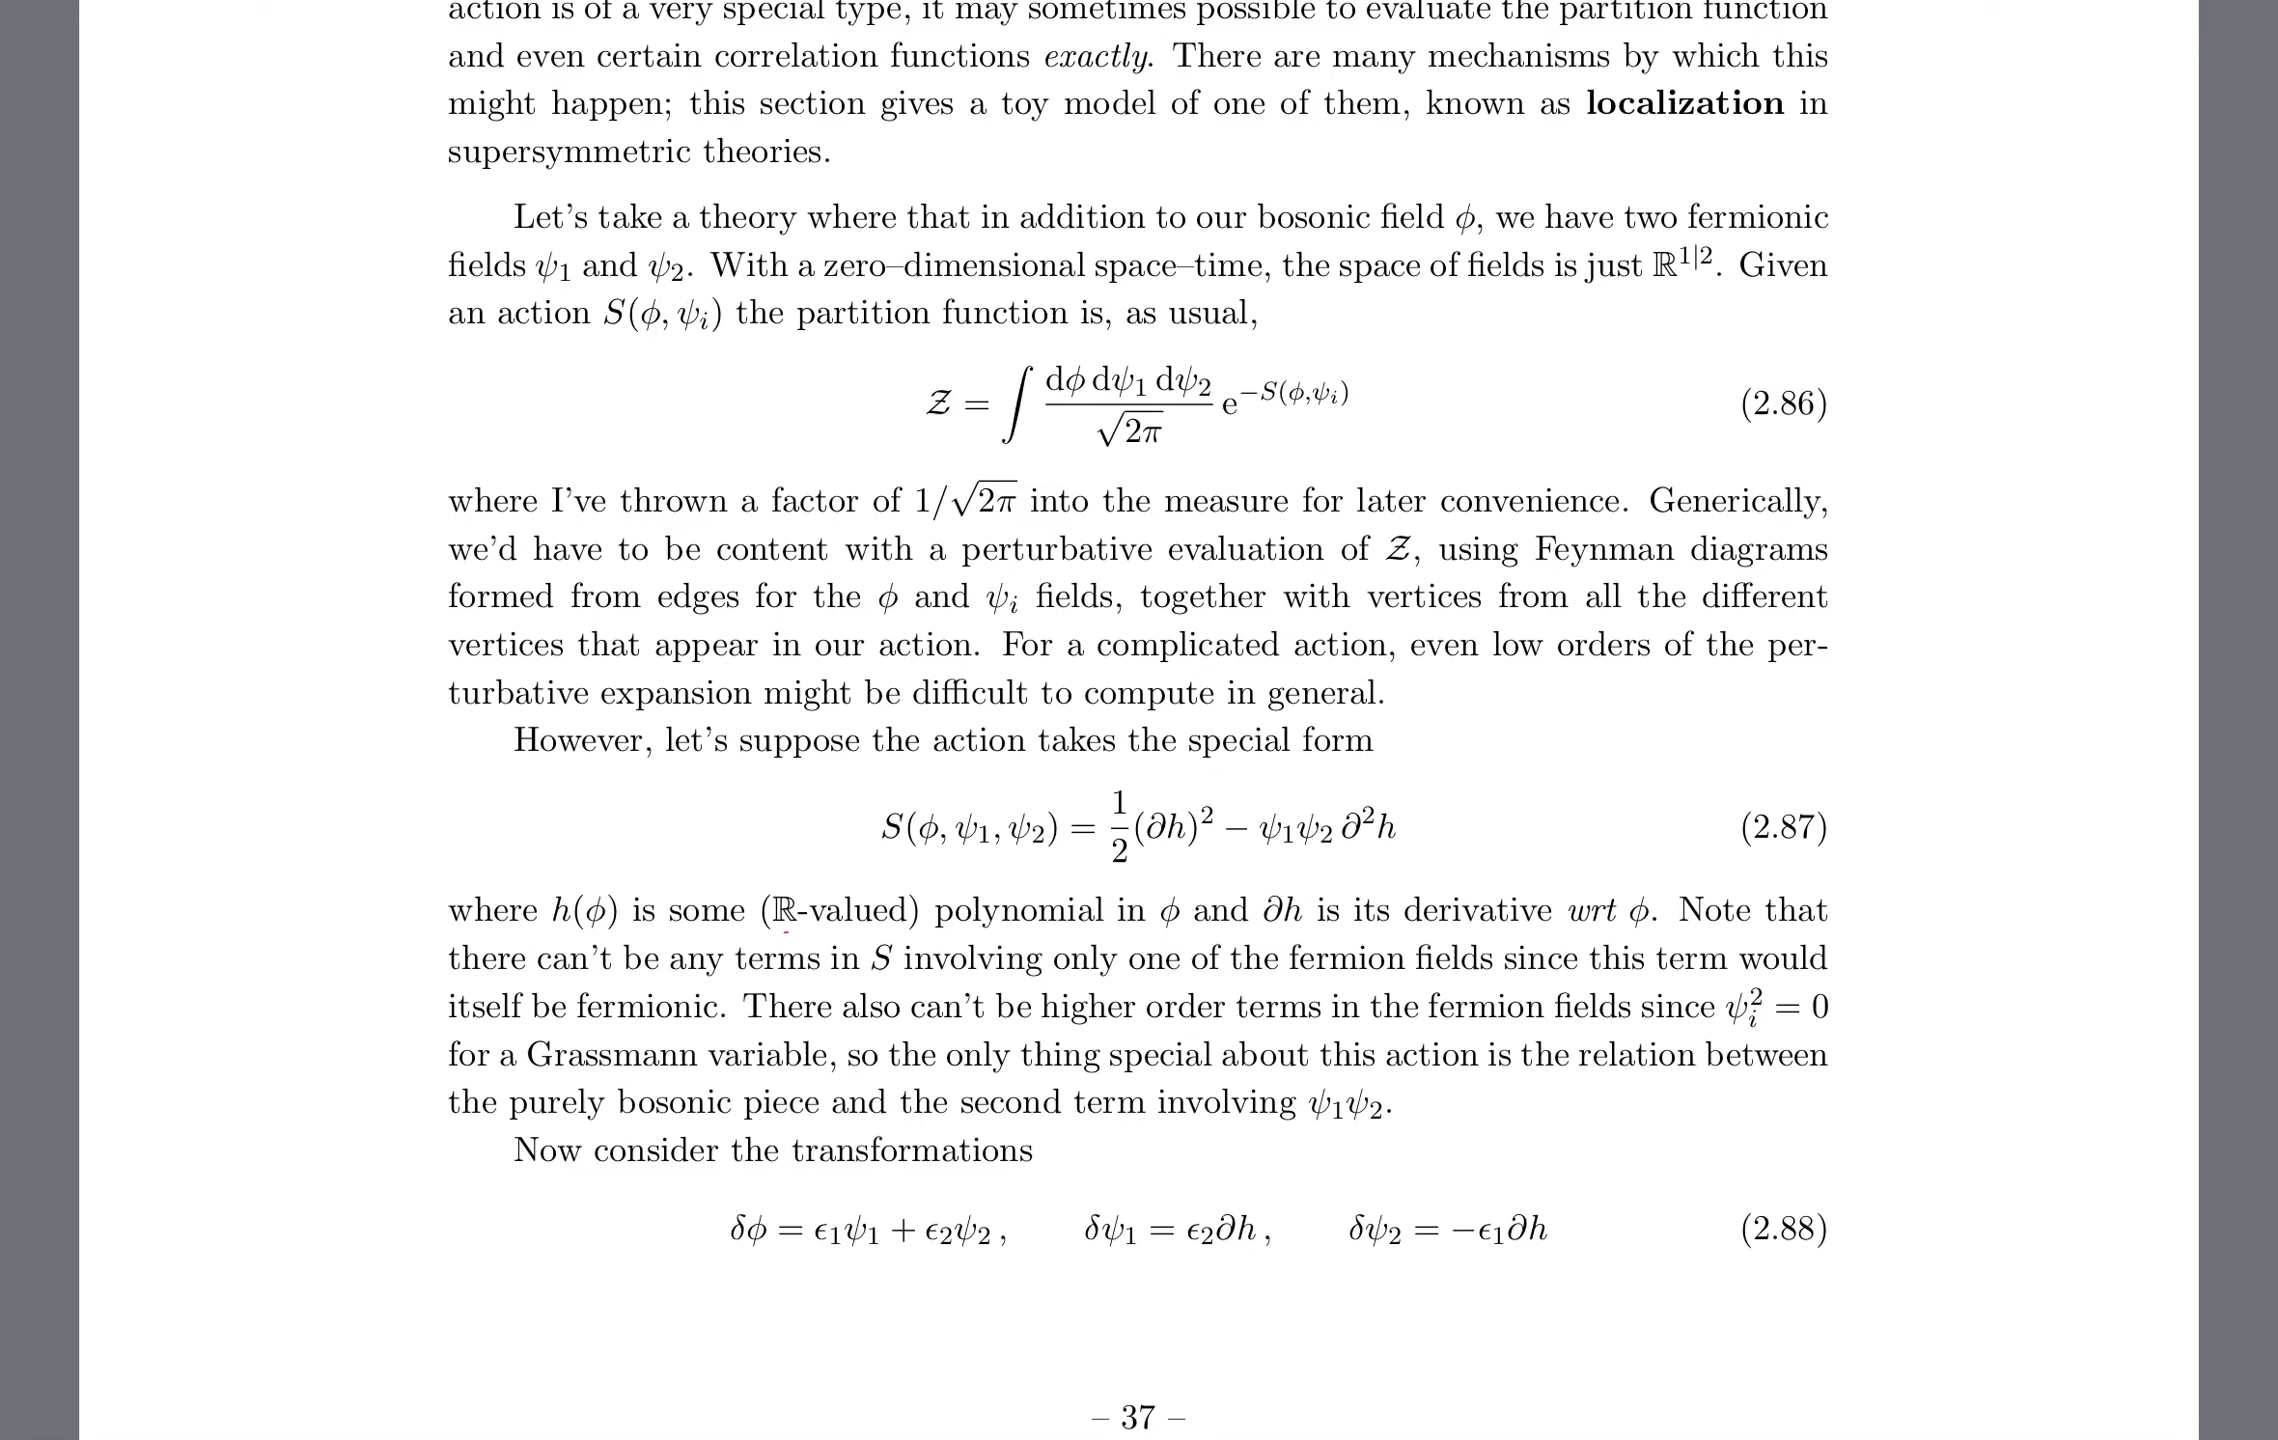 action is of a very special type, it may sometimes possible to evaluate the partition function
and even certain correlation functions exactly. There are many mechanisms by which this
might happen; this section gives a toy model of one of them, known as localization in
supersymmetric theories.
Let's take a theory where that in addition to our bosonic field ϕ, we have two fermionic
fields ψ₁ and ψ₂. With a zero–dimensional space–time, the space of fields is just ℝ^{1|2}. Given
an action S(ϕ, ψᵢ) the partition function is, as usual,
𝒵 = ∫ (dϕ dψ₁ dψ₂)/√(2π) e^{−S(ϕ,ψᵢ)} (2.86)
where I've thrown a factor of 1/√2π into the measure for later convenience. Generically,
we'd have to be content with a perturbative evaluation of 𝒵, using Feynman diagrams
formed from edges for the ϕ and ψᵢ fields, together with vertices from all the different
vertices that appear in our action. For a complicated action, even low orders of the per-
turbative expansion might be difficult to compute in general.
However, let's suppose the action takes the special form
S(ϕ, ψ₁, ψ₂) = 1/2 (∂h)² − ψ₁ψ₂ ∂²h (2.87)
where h(ϕ) is some (ℝ-valued) polynomial in ϕ and ∂h is its derivative wrt ϕ. Note that
there can't be any terms in S involving only one of the fermion fields since this term would
itself be fermionic. There also can't be higher order terms in the fermion fields since ψᵢ² = 0
for a Grassmann variable, so the only thing special about this action is the relation between
the purely bosonic piece and the second term involving ψ₁ψ₂.
Now consider the transformations
δϕ = ϵ₁ψ₁ + ϵ₂ψ₂ , δψ₁ = ϵ₂∂h , δψ₂ = −ϵ₁∂h (2.88)
– 37 –